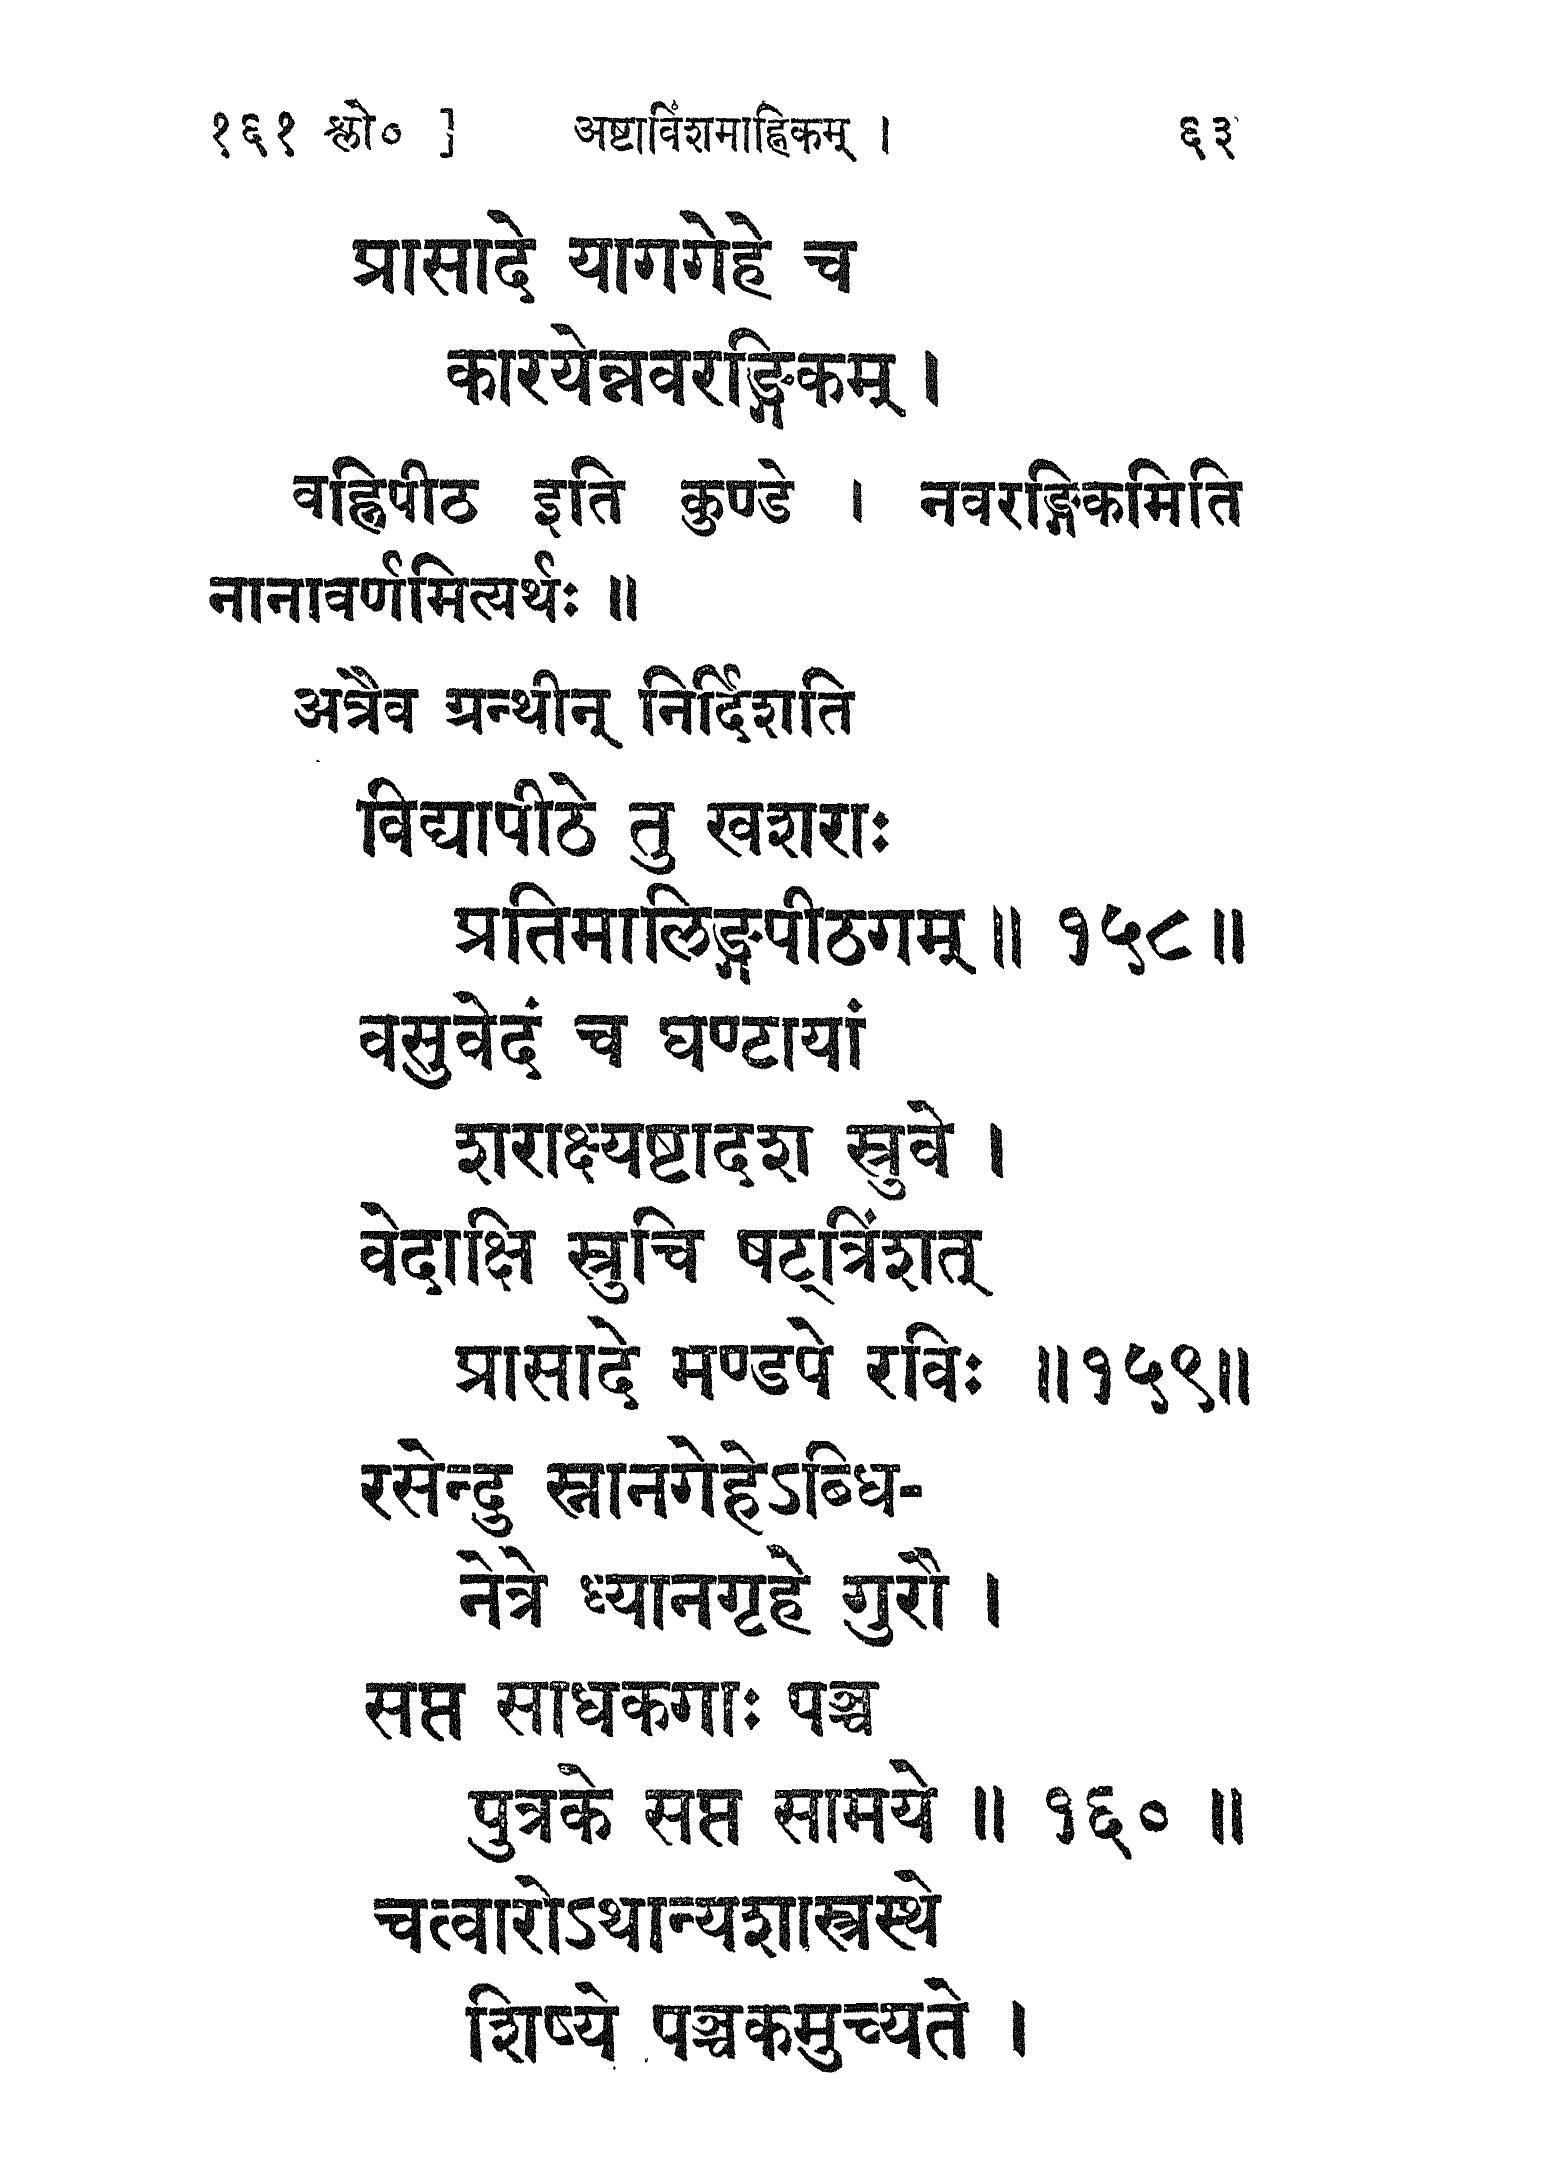 १६१ श्लो० ] अष्टाविंशमाह्निकम् । ६३
प्रासादे यागगेहे च
कारयेन्नवरङ्गिकम् ।
वह्निपीठ इति कुण्डे । नवरङ्गिकमिति
नानावर्णमित्यर्थः ॥
अत्रैव ग्रन्थीन् निर्दिशति
विद्यापीठे तु खशराः
प्रतिमालिङ्गपीठगम् ॥ १५८ ॥
वसुवेदं च घण्टायां
शराक्ष्यष्टादश स्रुवे ।
वेदाक्षि स्रुचि षट्त्रिंशत्
प्रासादे मण्डपे रविः ॥१५९॥
रसेन्दु स्नानगेहेऽब्धि-
नेत्रे ध्यानगृहे गुरौ ।
सप्त साधकगाः पञ्च
पुत्रके सप्त सामये ॥ १६० ॥
चत्वारोऽथान्यशास्त्रस्थे
शिष्ये पञ्चकमुच्यते ।